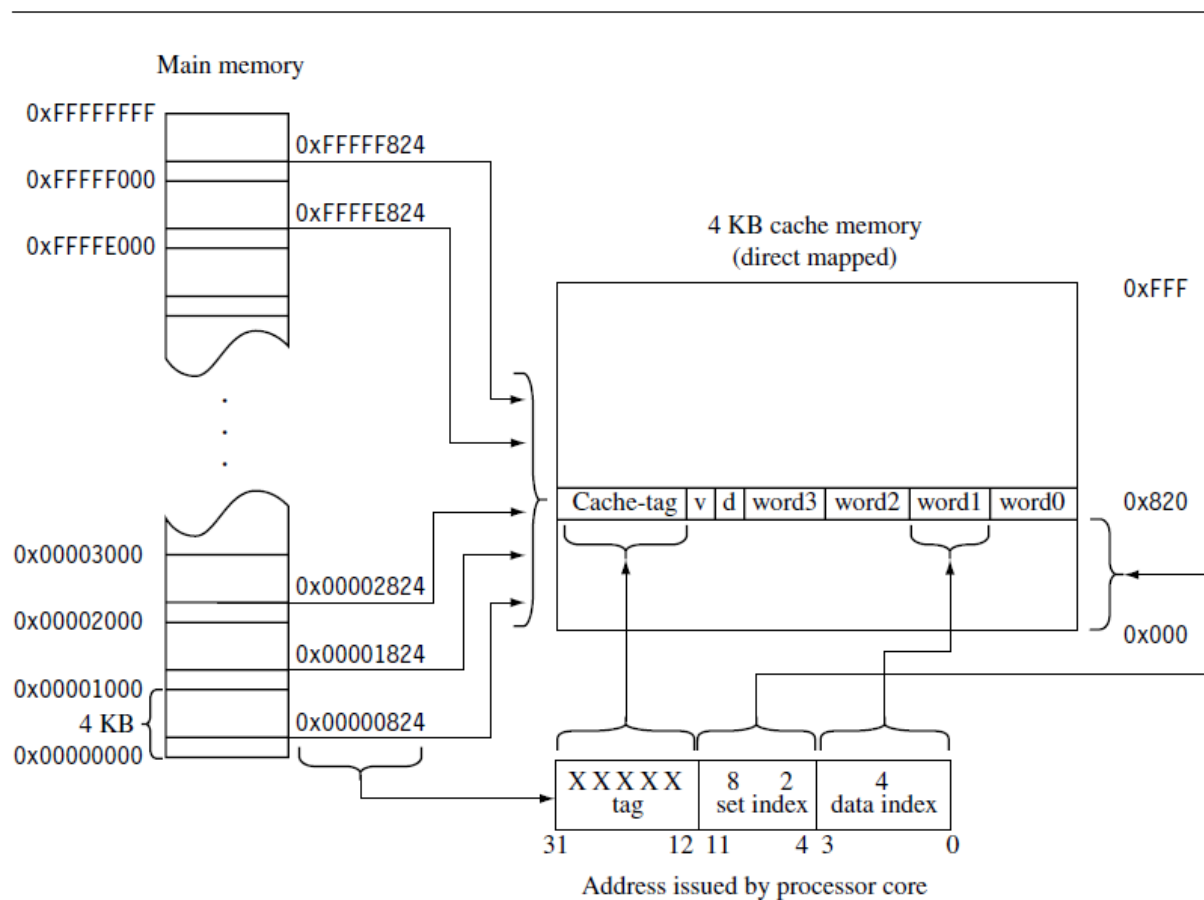 Main memory
0xFFFFFFFF
0xFFFFF824
0xFFFFF000
0xFFFFE824
0xFFFFE000
4 KB cache memory
(direct mapped)
0xFFF
.
.
.
Cache-tag v d word3 word2 word1 word0
0x820
0x00003000
0x00002824
0x00002000
0x00001824
0x00001000
4 KB
0x00000824
0x00000000
0x000
X X X X X 8 2 4
tag set index data index
31 12 11 4 3 0
Address issued by processor core